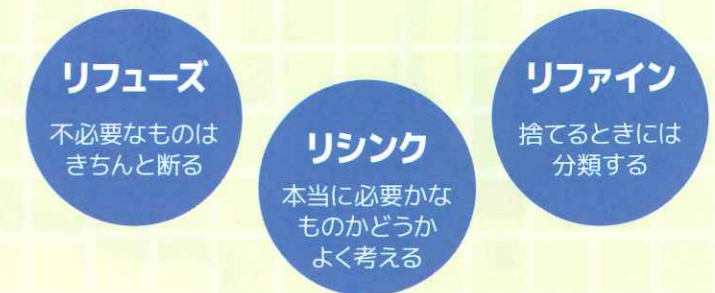 リフューズ
不必要なものは
きちんと断る
リシンク
本当に必要かな
ものかどうか
よく考える
リファイン
捨てるときには
分類する